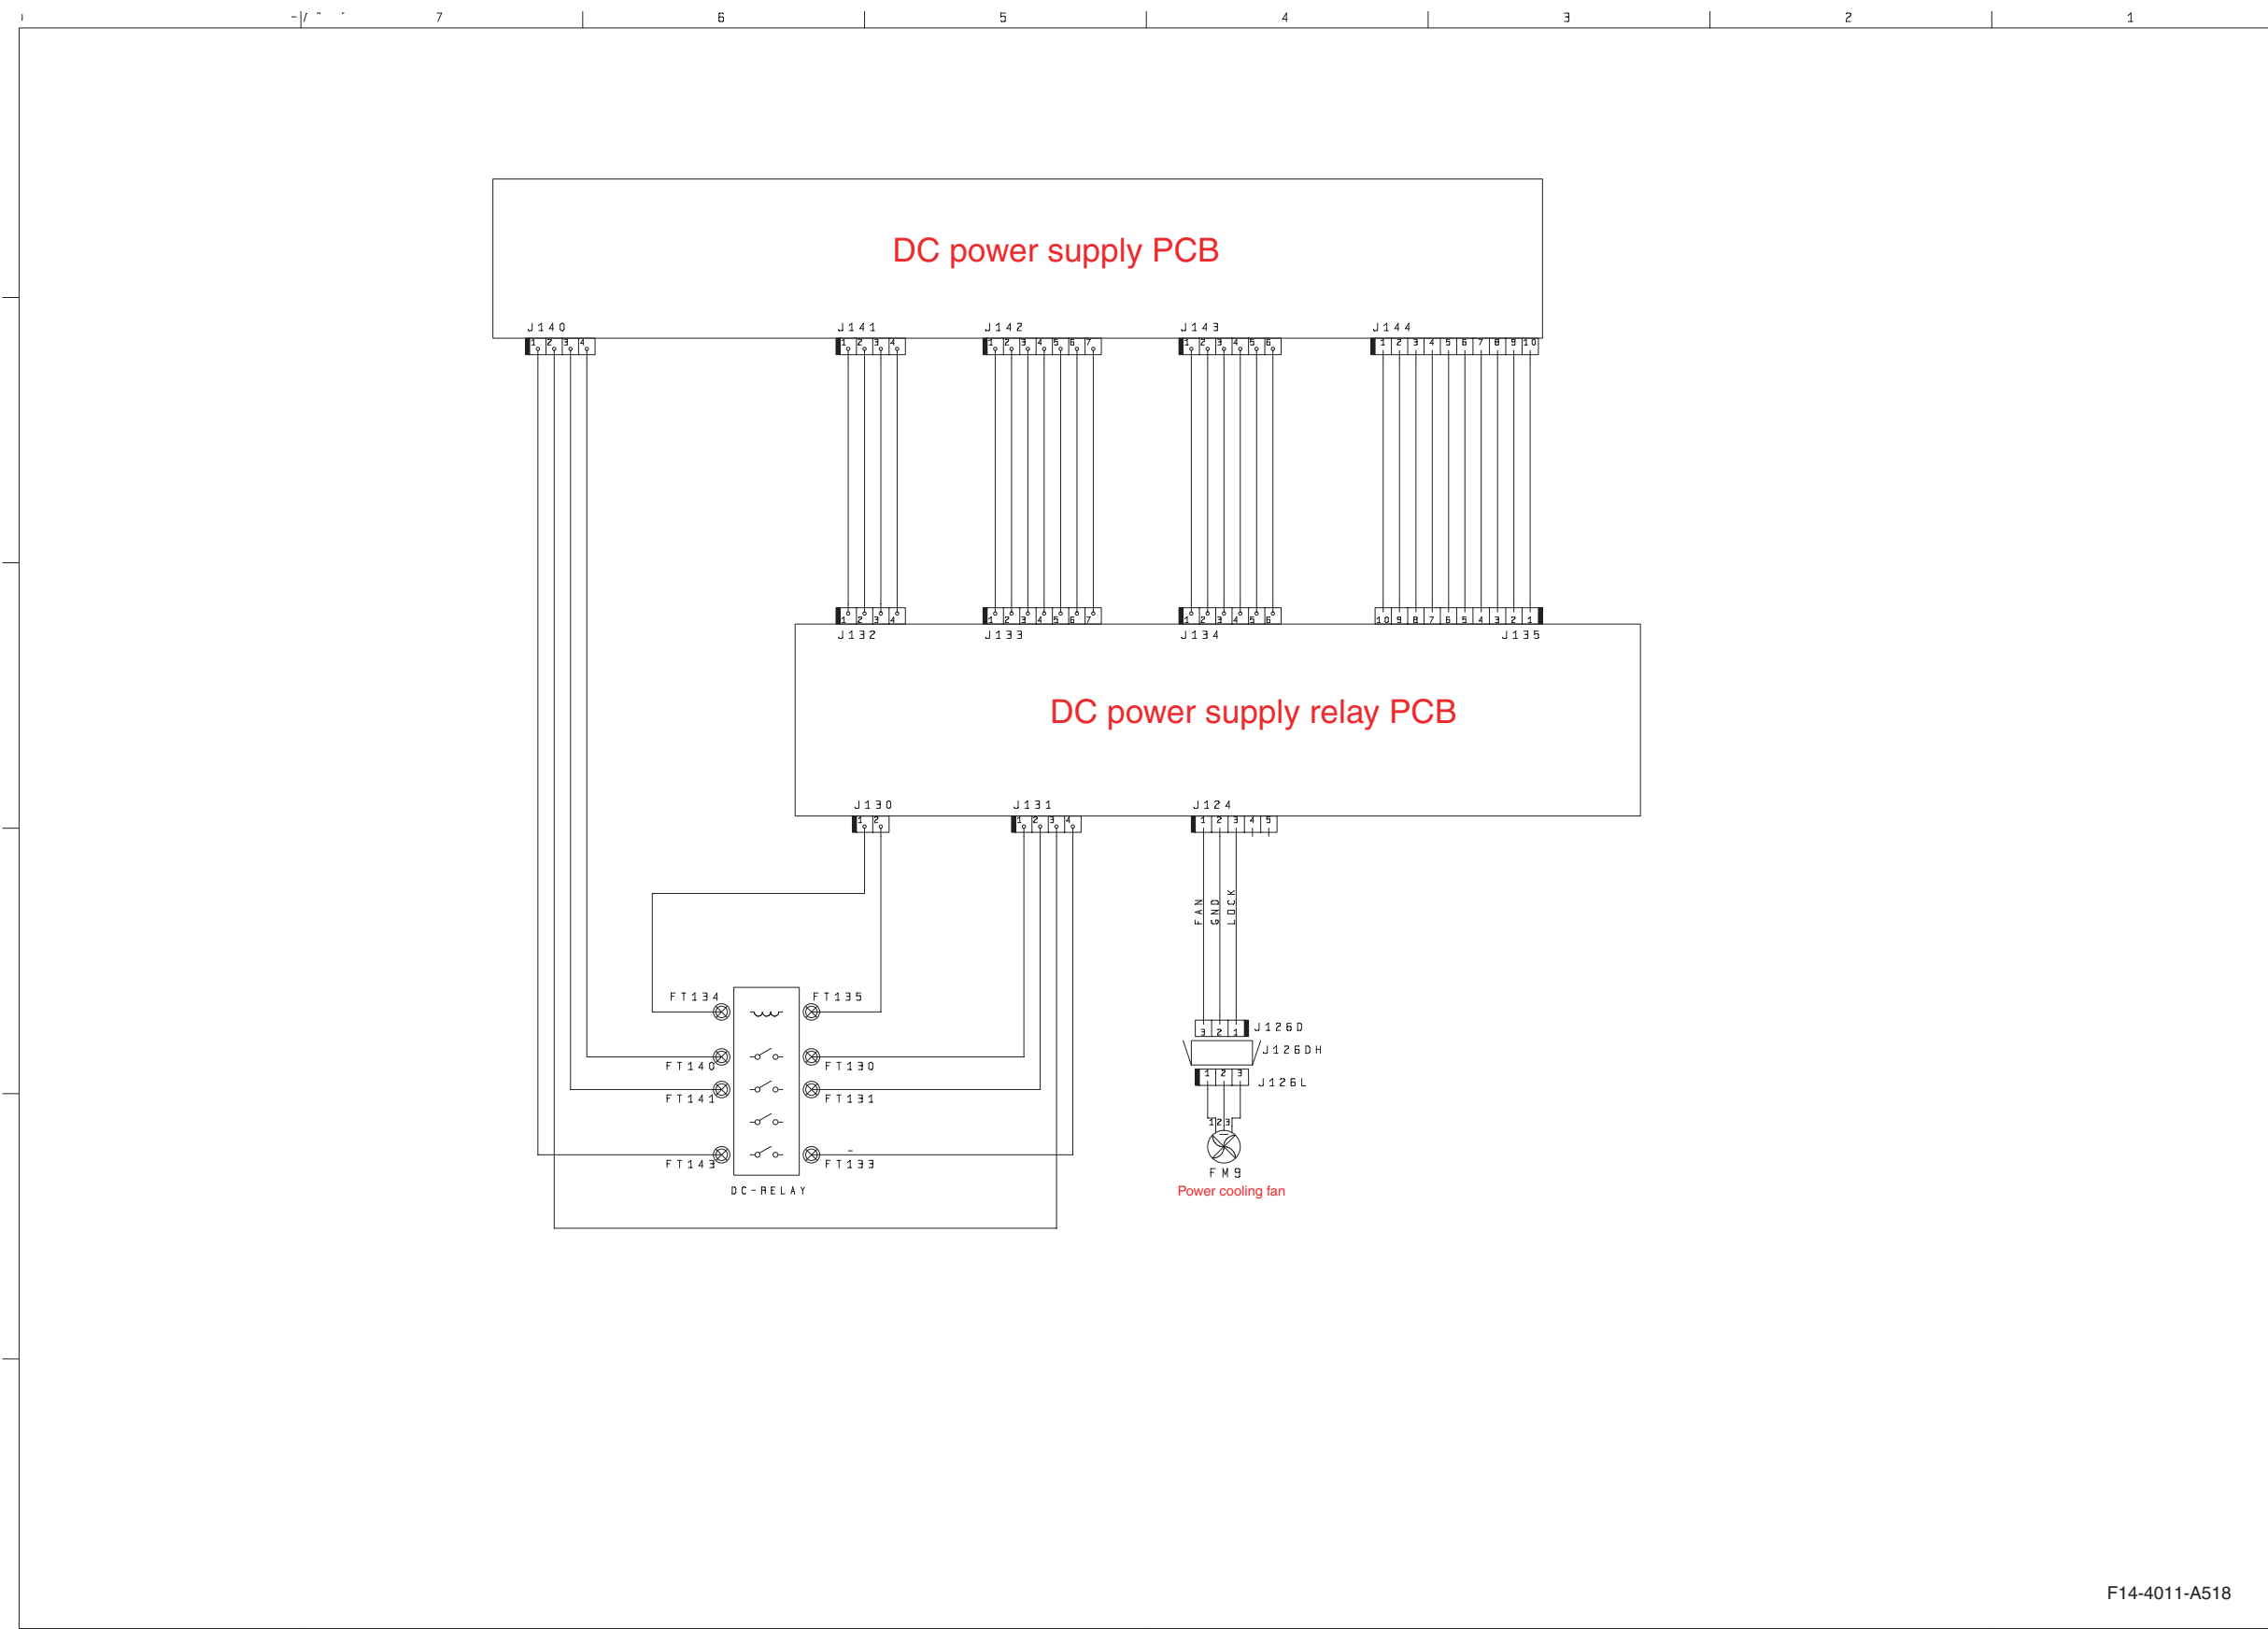 7 6 5 4 3 2 1
DC power supply PCB
J140 J141 J142 J143 J144
1 2 3 4 1 2 3 4 1 2 3 4 5 6 7 1 2 3 4 5 6 1 2 3 4 5 6 7 8 9 10
1 2 3 4 1 2 3 4 5 6 7 1 2 3 4 5 6 10 9 8 7 6 5 4 3 2 1
J132 J133 J134 J135
DC power supply relay PCB
J130 J131 J124
1 2 1 2 3 4 1 2 3 4 5
FAN
GND
LOCK
FT134 FT135
3 2 1 J126D
J126DH
FT140 FT130
1 2 3 J126L
FT141 FT131
1 2 3
FT143 FT133
FM9
DC-RELAY
Power cooling fan
F14-4011-A518